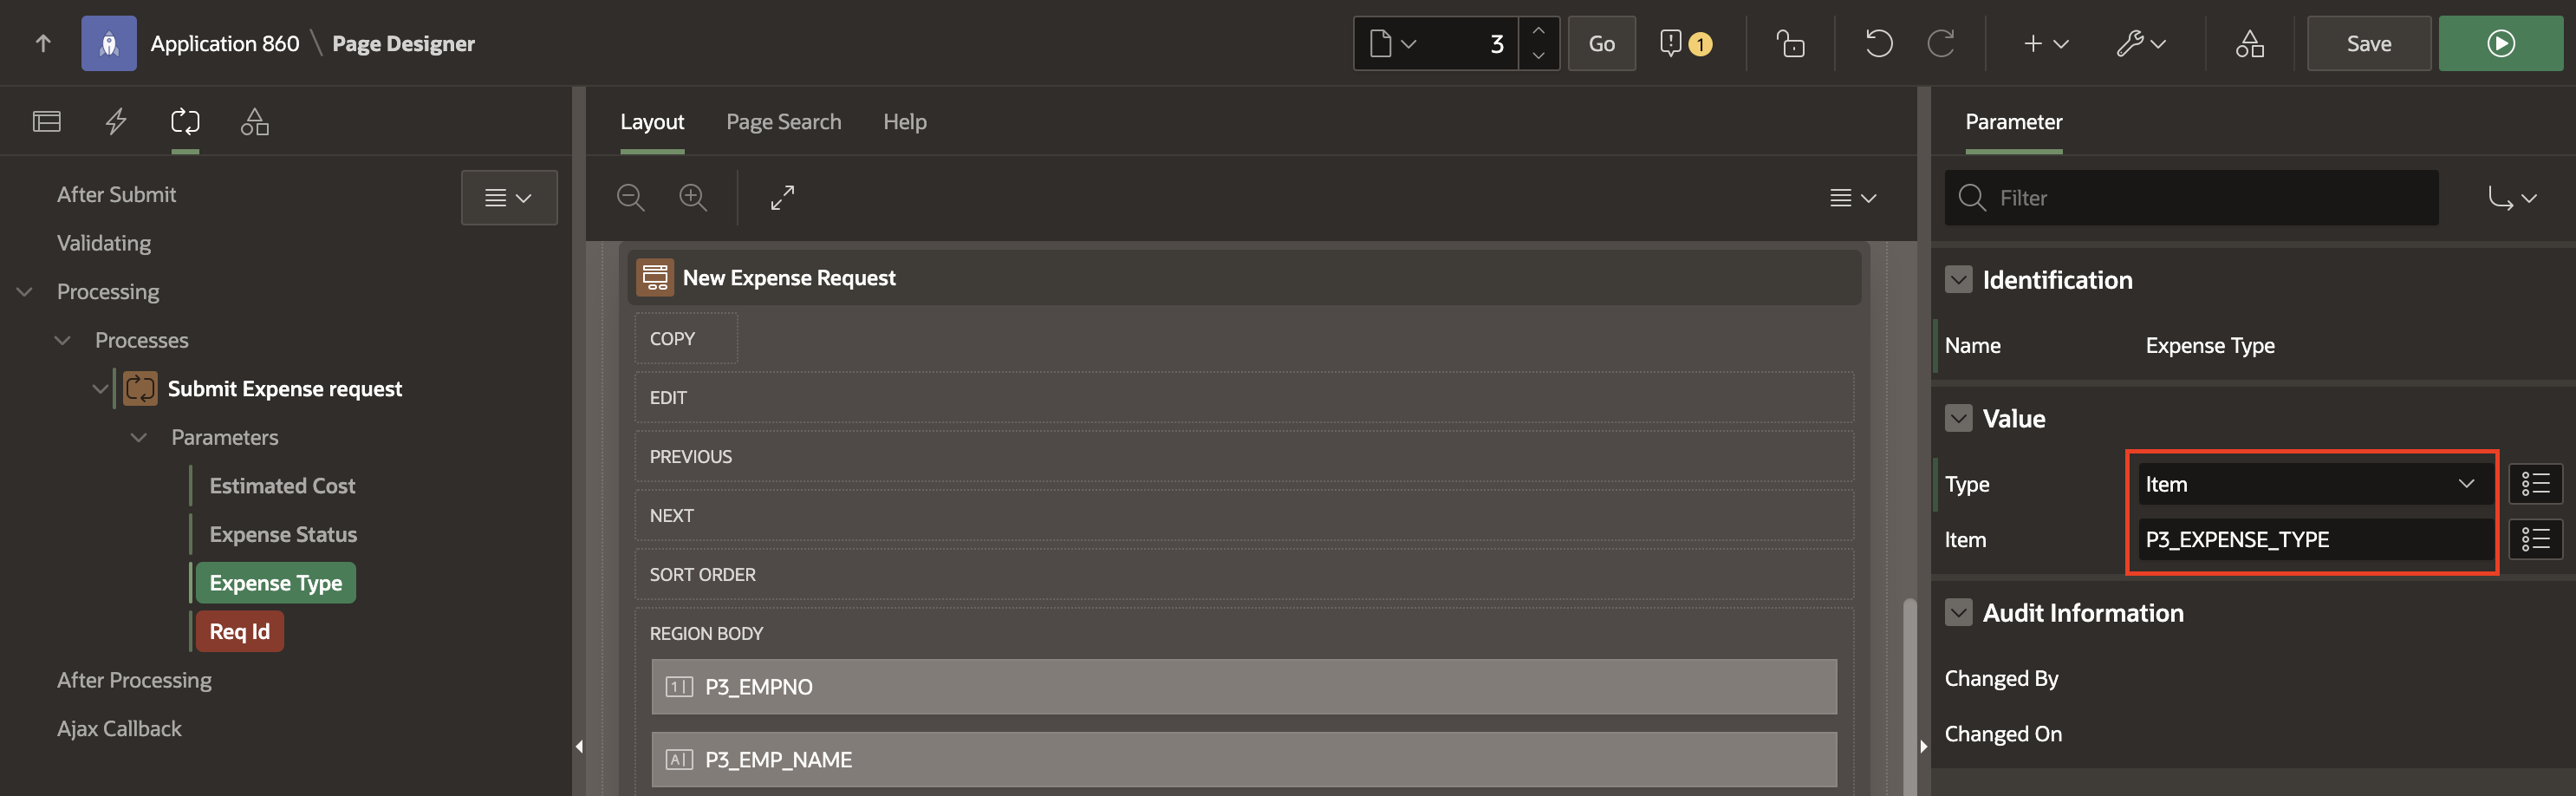 Application 860 \ Page Designer
3
Go
1
Save
After Submit
Validating
Processing
Processes
Submit Expense request
Parameters
Estimated Cost
Expense Status
Expense Type
Req Id
After Processing
Ajax Callback
Layout
Page Search
Help
New Expense Request
COPY
EDIT
PREVIOUS
NEXT
SORT ORDER
REGION BODY
P3_EMPNO
P3_EMP_NAME
Parameter
Filter
Identification
Name
Expense Type
Value
Type
Item
Item
P3_EXPENSE_TYPE
Audit Information
Changed By
Changed On